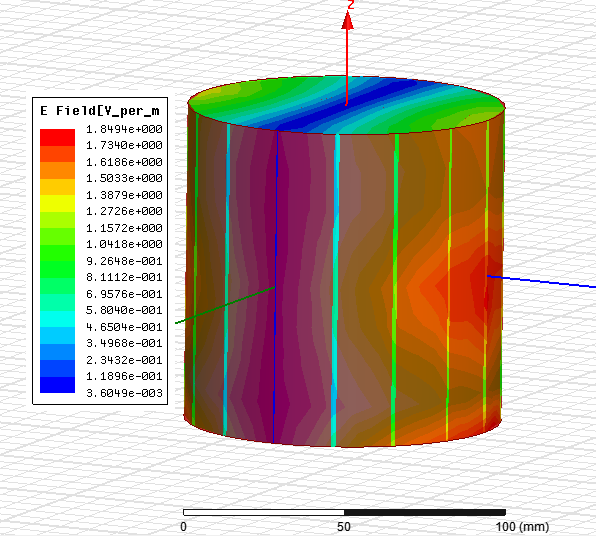 Z
E Field[V_per_m
1.8494e+000
1.7340e+000
1.6186e+000
1.5033e+000
1.3879e+000
1.2726e+000
1.1572e+000
1.0418e+000
9.2648e-001
8.1112e-001
6.9576e-001
5.8040e-001
4.6504e-001
3.4968e-001
2.3432e-001
1.1896e-001
3.6049e-003
0 50 100 (mm)